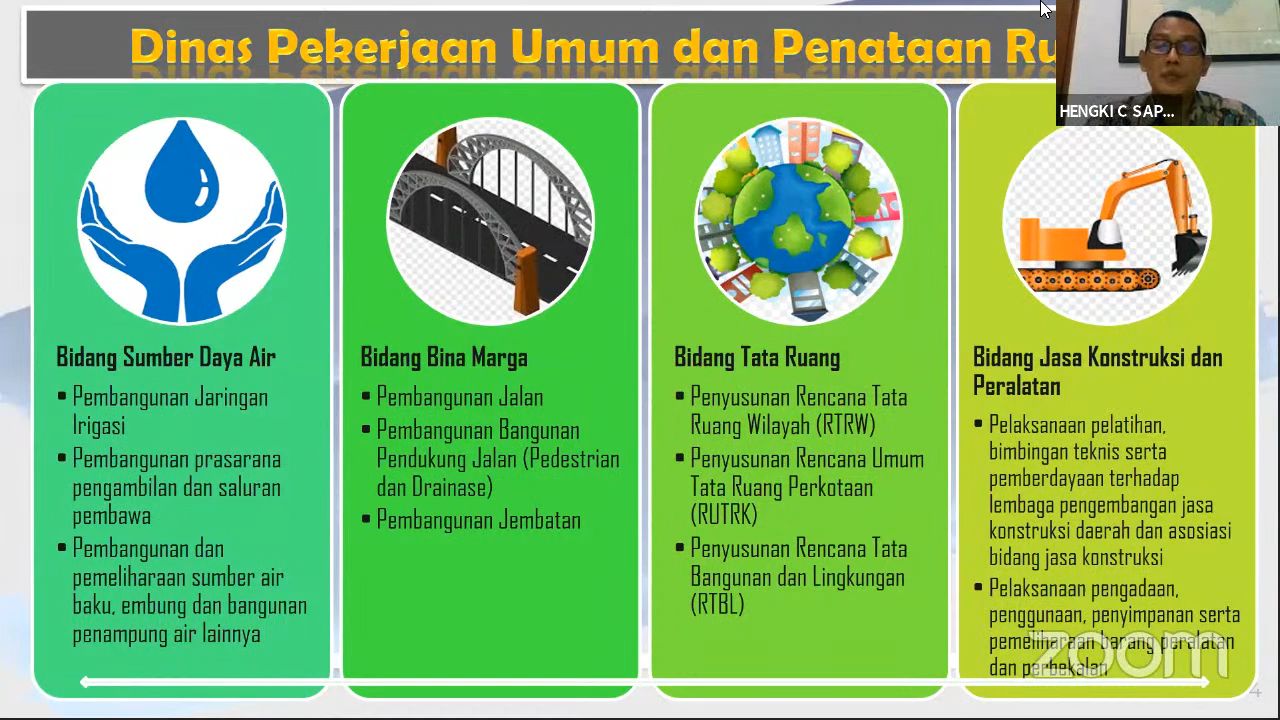 Dinas Pekerjaan Umum dan Penataan Ru
HENGKI C SAP...
Bidang Sumber Daya Air
▪ Pembangunan Jaringan
Irigasi
▪ Pembangunan prasarana
pengambilan dan saluran
pembawa
▪ Pembangunan dan
pemeliharaan sumber air
baku, embung dan bangunan
penampung air lainnya
Bidang Bina Marga
▪ Pembangunan Jalan
▪ Pembangunan Bangunan
Pendukung Jalan (Pedestrian
dan Drainase)
▪ Pembangunan Jembatan
Bidang Tata Ruang
▪ Penyusunan Rencana Tata
Ruang Wilayah (RTRW)
▪ Penyusunan Rencana Umum
Tata Ruang Perkotaan
(RUTRK)
▪ Penyusunan Rencana Tata
Bangunan dan Lingkungan
(RTBL)
Bidang Jasa Konstruksi dan
Peralatan
▪ Pelaksanaan pelatihan,
bimbingan teknis serta
pemberdayaan terhadap
lembaga pengembangan jasa
konstruksi daerah dan asosiasi
bidang jasa konstruksi
▪ Pelaksanaan pengadaan,
penggunaan, penyimpanan serta
pemeliharaan barang peralatan
dan perbekalan
zoom
4